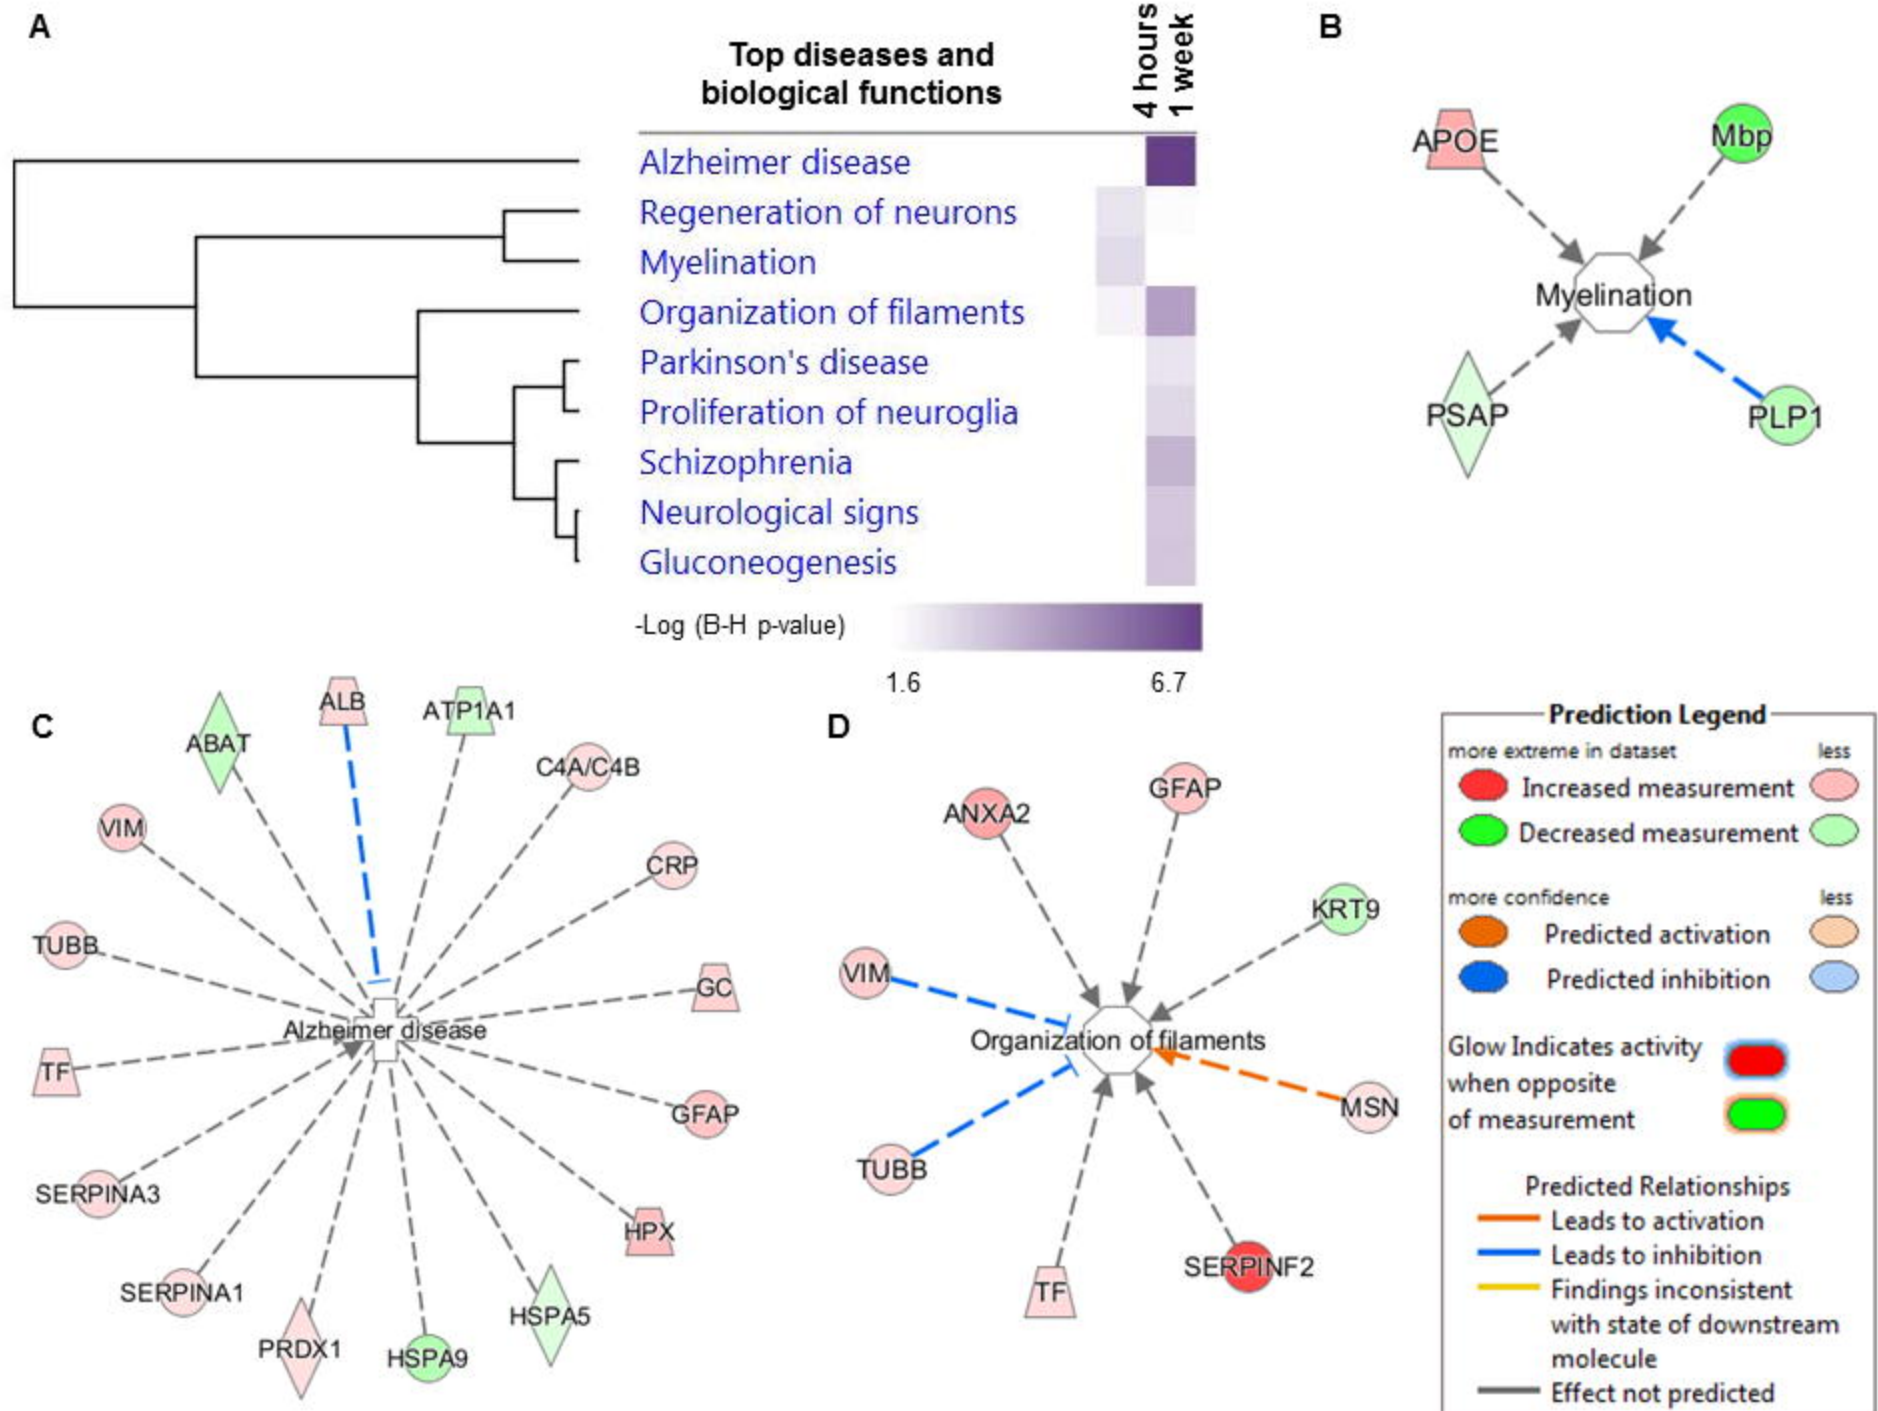 A
Top diseases and
biological functions
4 hours
1 week
Alzheimer disease
Regeneration of neurons
Myelination
Organization of filaments
Parkinson's disease
Proliferation of neuroglia
Schizophrenia
Neurological signs
Gluconeogenesis
-Log (B-H p-value)
1.6
6.7
B
APOE
Mbp
Myelination
PSAP
PLP1
C
ALB
ATP1A1
ABAT
C4A/C4B
VIM
CRP
TUBB
GC
Alzheimer disease
TF
GFAP
SERPINA3
HPX
SERPINA1
HSPA5
PRDX1
HSPA9
D
GFAP
ANXA2
KRT9
VIM
Organization of filaments
MSN
TUBB
SERPINF2
TF
Prediction Legend
more extreme in dataset less
Increased measurement
Decreased measurement
more confidence less
Predicted activation
Predicted inhibition
Glow Indicates activity
when opposite
of measurement
Predicted Relationships
Leads to activation
Leads to inhibition
Findings inconsistent
with state of downstream
molecule
Effect not predicted